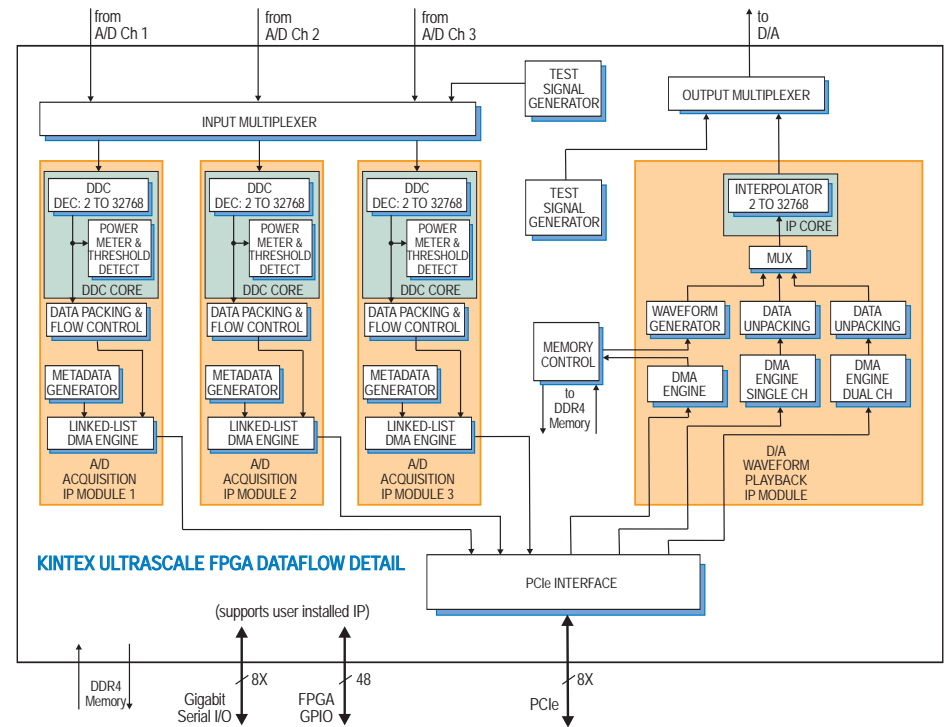 from
A/D Ch 1
from
A/D Ch 2
from
A/D Ch 3
to
D/A
TEST
SIGNAL
GENERATOR
OUTPUT MULTIPLEXER
INPUT MULTIPLEXER
DDC
DEC: 2 TO 32768
POWER
METER &
THRESHOLD
DETECT
DDC CORE
DATA PACKING &
FLOW CONTROL
METADATA
GENERATOR
LINKED-LIST
DMA ENGINE
A/D
ACQUISITION
IP MODULE 1
DDC
DEC: 2 TO 32768
POWER
METER &
THRESHOLD
DETECT
DDC CORE
DATA PACKING &
FLOW CONTROL
METADATA
GENERATOR
LINKED-LIST
DMA ENGINE
A/D
ACQUISITION
IP MODULE 2
DDC
DEC: 2 TO 32768
POWER
METER &
THRESHOLD
DETECT
DDC CORE
DATA PACKING &
FLOW CONTROL
METADATA
GENERATOR
LINKED-LIST
DMA ENGINE
A/D
ACQUISITION
IP MODULE 3
TEST
SIGNAL
GENERATOR
INTERPOLATOR
2 TO 32768
IP CORE
MUX
WAVEFORM
GENERATOR
DATA
UNPACKING
DATA
UNPACKING
MEMORY
CONTROL
to
DDR4
Memory
DMA
ENGINE
DMA
ENGINE
SINGLE CH
DMA
ENGINE
DUAL CH
D/A
WAVEFORM
PLAYBACK
IP MODULE
KINTEX ULTRASCALE FPGA DATAFLOW DETAIL
PCIe INTERFACE
(supports user installed IP)
DDR4
Memory
8X
Gigabit
Serial I/O
48
FPGA
GPIO
8X
PCIe